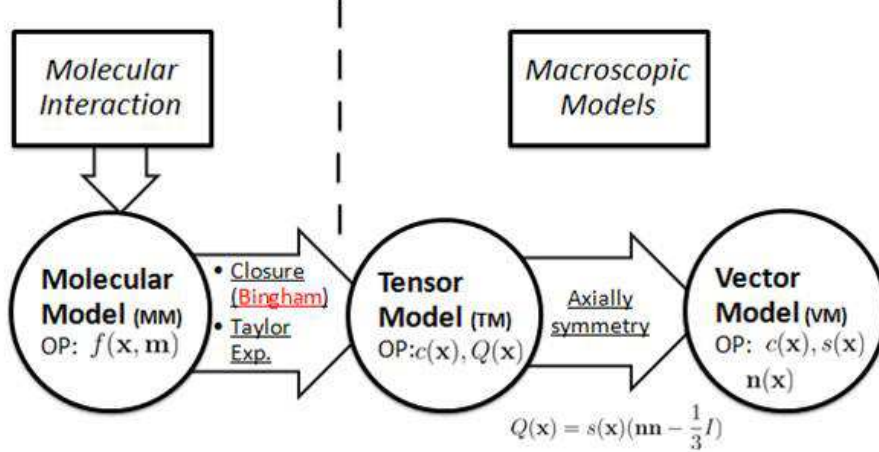 Molecular
Interaction
Macroscopic
Models
Molecular
Model (MM)
OP: f(x, m)
• Closure
(Bingham)
• Taylor
Exp.
Tensor
Model (TM)
OP:c(x), Q(x)
Axially
symmetry
Vector
Model (VM)
OP: c(x), s(x)
n(x)
Q(x) = s(x)(nn − 1/3 I)